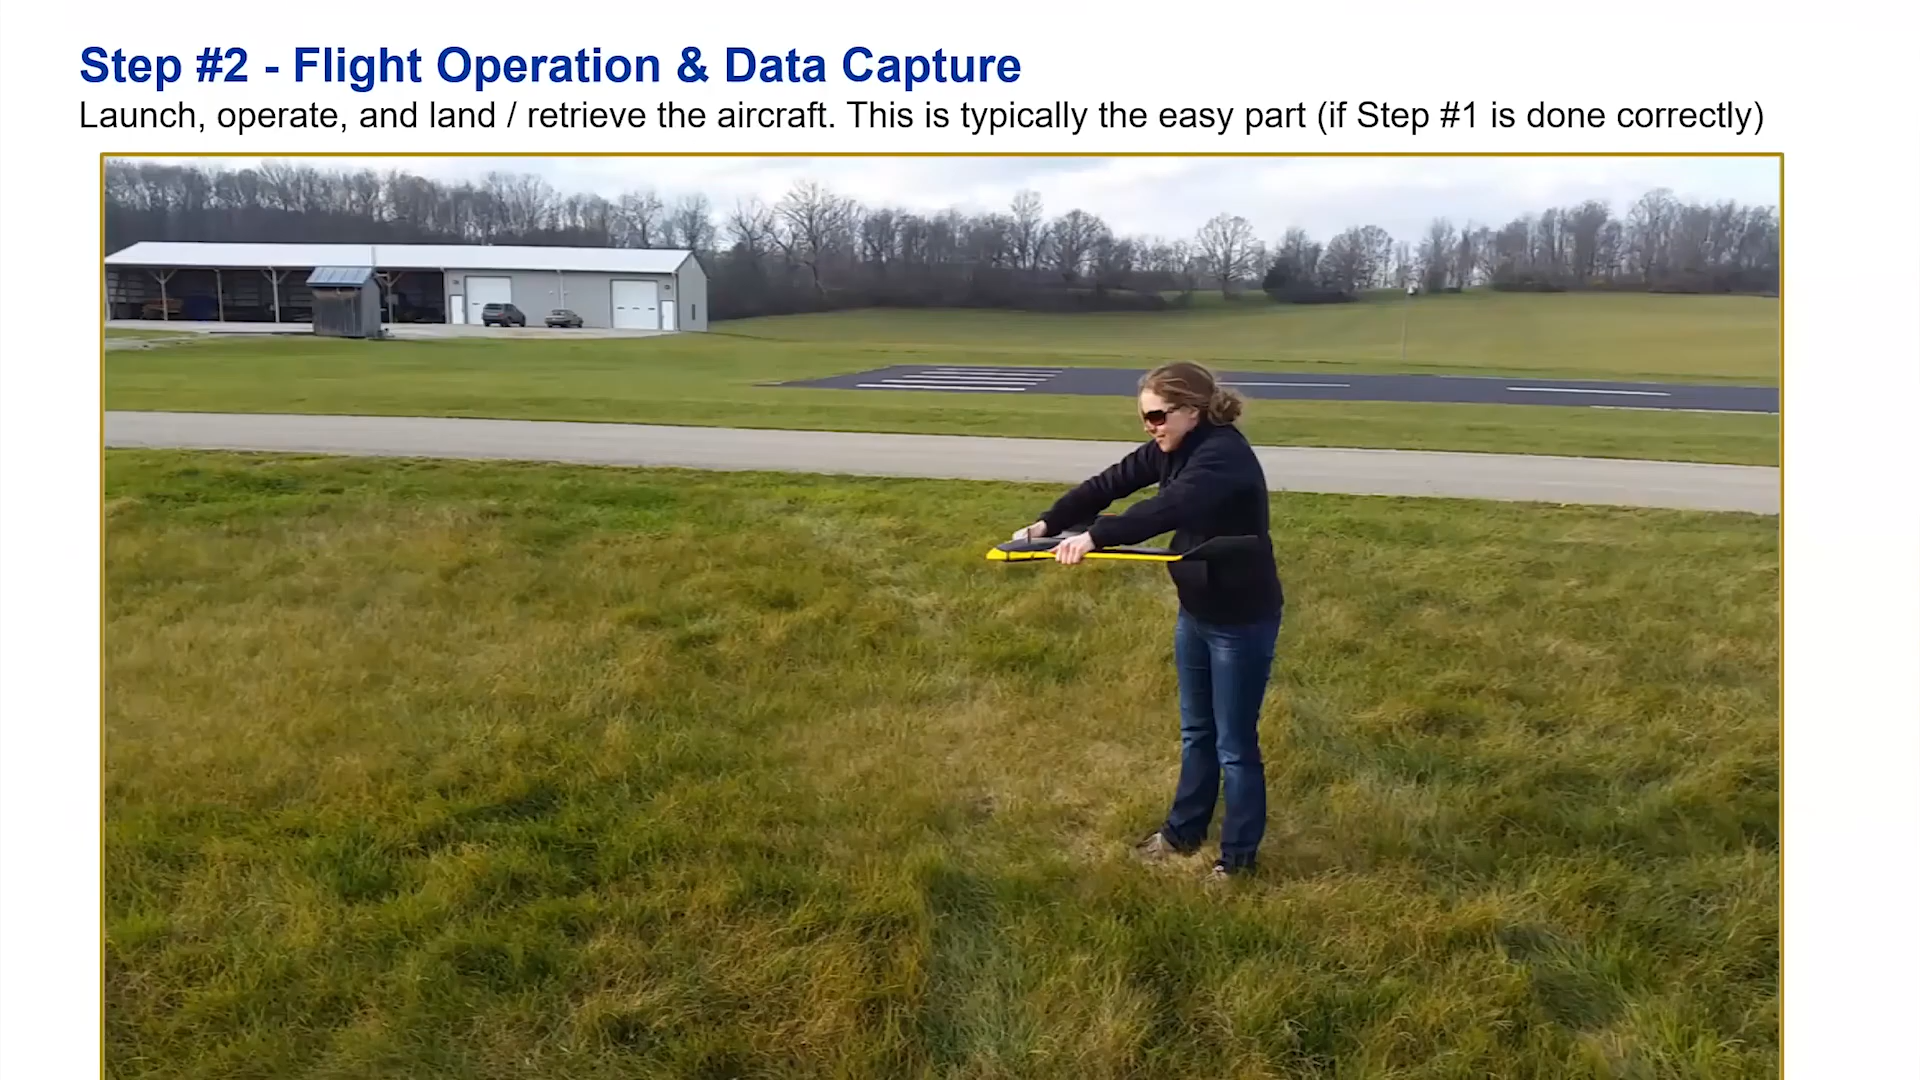 Step #2 - Flight Operation & Data Capture
Launch, operate, and land / retrieve the aircraft. This is typically the easy part (if Step #1 is done correctly)